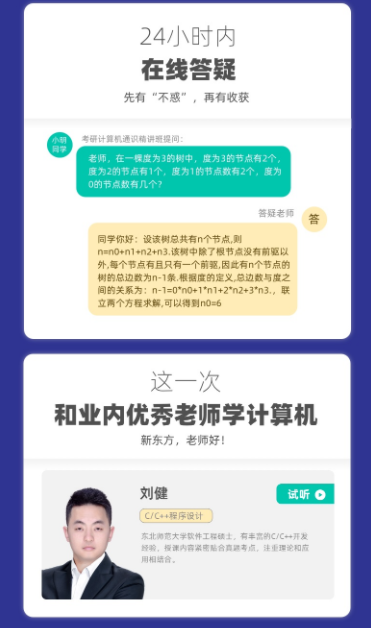 24小时内
在线答疑
先有“不惑”，再有收获
小明
同学
考研计算机通识精讲班提问：
老师，在一棵度为3的树中，度为3的节点有2个，
度为2的节点有1个，度为1的节点数有2个，度为
0的节点数有几个？
答疑老师
答
同学你好：设该树总共有n个节点,则
n=n0+n1+n2+n3.该树中除了根节点没有前驱以
外,每个节点有且只有一个前驱,因此有n个节点的
树的总边数为n-1条.根据度的定义,总边数与度之
间的关系为：n-1=0*n0+1*n1+2*n2+3*n3.，联
立两个方程求解,可以得到n0=6
这一次
和业内优秀老师学计算机
新东方，老师好！
刘健
试听
C/C++程序设计
东北师范大学软件工程硕士，有丰富的C/C++开发
经验，授课内容紧密贴合真题考点，注重理论和应
用相结合。